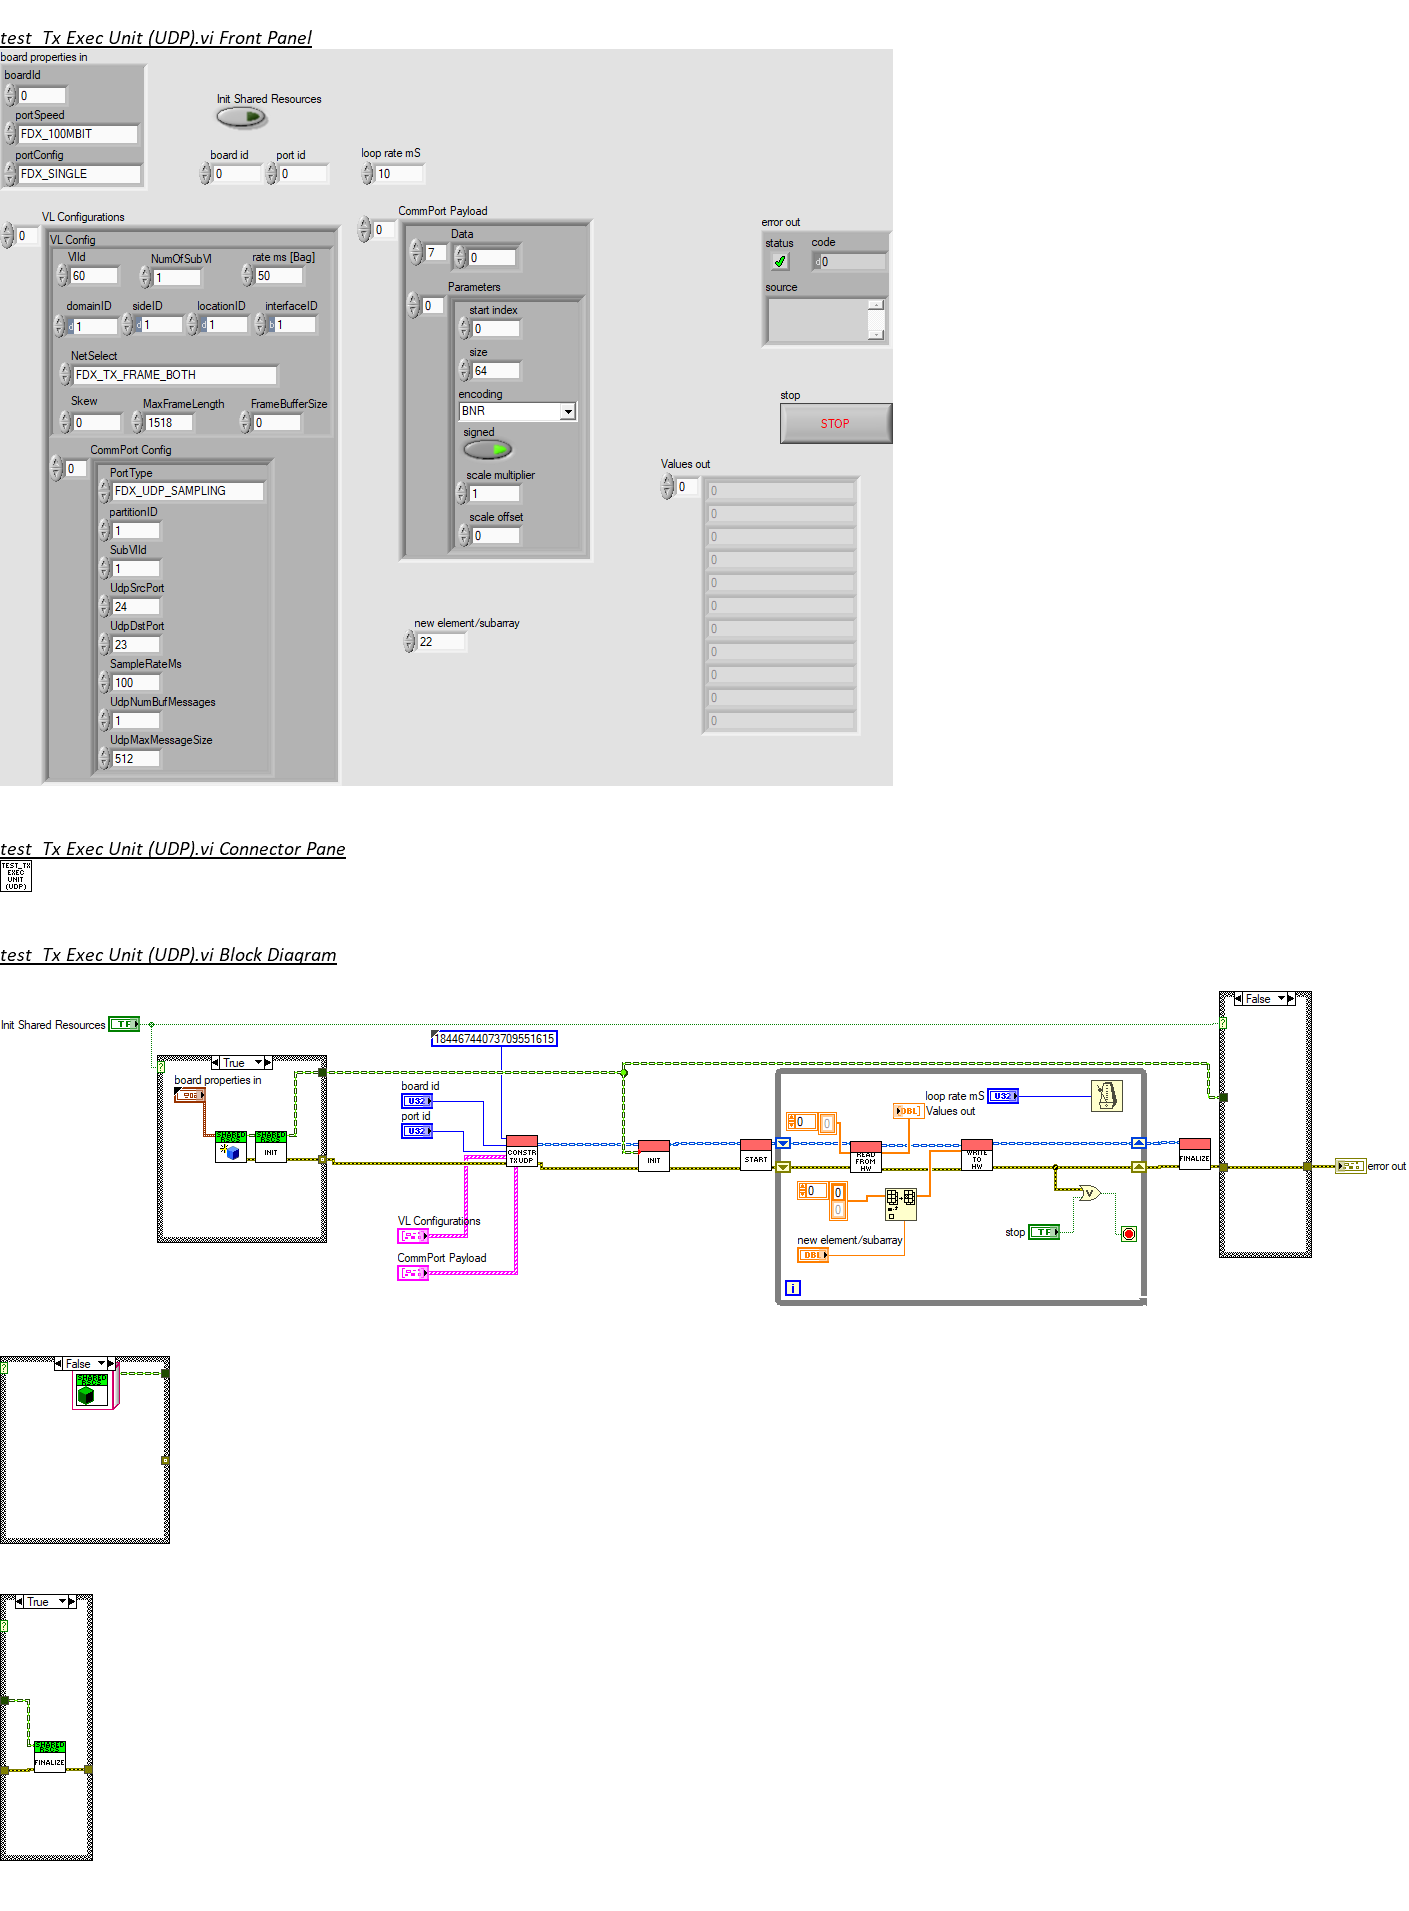 test_Tx Exec Unit (UDP).vi Front Panel
board properties in
boardId
0
portSpeed
FDX_100MBIT
portConfig
FDX_SINGLE
Init Shared Resources
board id
port id
0
0
loop rate mS
10
VL Configurations
0
VL Config
VlId
NumOfSubVl
rate ms [Bag]
60
1
50
domainID
sideID
locationID
interfaceID
d 1
d 1
d 1
b 1
NetSelect
FDX_TX_FRAME_BOTH
Skew
MaxFrameLength
FrameBufferSize
0
1518
0
CommPort Config
0
PortType
FDX_UDP_SAMPLING
partitionID
1
SubVlId
1
UdpSrcPort
24
UdpDstPort
23
SampleRateMs
100
UdpNumBufMessages
1
UdpMaxMessageSize
512
CommPort Payload
0
Data
7
0
Parameters
0
start index
0
size
64
encoding
BNR
signed
scale multiplier
1
scale offset
0
new element/subarray
22
error out
status
code
d 0
source
stop
STOP
Values out
0
0
0
0
0
0
0
0
0
0
0
0
test_Tx Exec Unit (UDP).vi Connector Pane
TEST_TX
EXEC
UNIT
(UDP)
test_Tx Exec Unit (UDP).vi Block Diagram
Init Shared Resources
TF
True
board properties in
SHARED
RSCS
SHARED
RSCS
INIT
18446744073709551615
board id
U32
port id
U32
CONSTR
TX UDP
VL Configurations
CommPort Payload
INIT
START
0
0
READ
FROM
HW
DBL
Values out
loop rate mS
U32
WRITE
TO
HW
0
0
0
new element/subarray
DBL
stop
TF
i
FINALIZE
False
error out
False
SHARED
RSCS
True
SHARED
RSCS
FINALIZE